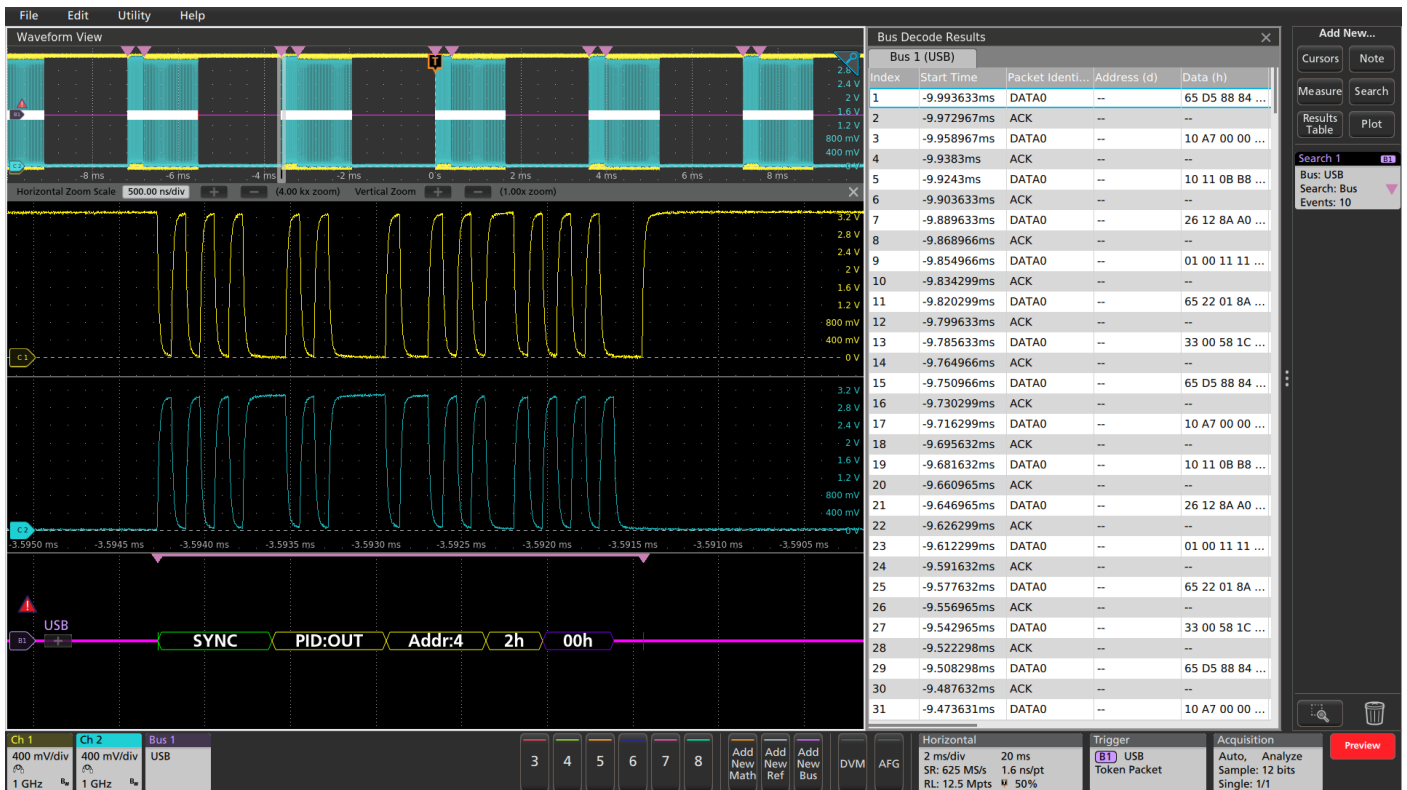 File Edit Utility Help
Waveform View
2.8 V
2.4 V
2 V
1.6 V
1.2 V
800 mV
400 mV
T
B1
C2
-8 ms -6 ms -4 ms -2 ms 0 s 2 ms 4 ms 6 ms 8 ms
Horizontal Zoom Scale 500.00 ns/div + — (4.00 kx zoom) Vertical Zoom + — (1.00x zoom) ×
3.2 V
2.8 V
2.4 V
2 V
1.6 V
1.2 V
800 mV
400 mV
C1 0 V
3.2 V
2.8 V
2.4 V
2 V
1.6 V
1.2 V
800 mV
400 mV
C2 0 V
-3.5950 ms -3.5945 ms -3.5940 ms -3.5935 ms -3.5930 ms -3.5925 ms -3.5920 ms -3.5915 ms -3.5910 ms -3.5905 ms
USB
B1 + SYNC PID:OUT Addr:4 2h 00h
Bus Decode Results ×
Bus 1 (USB)
Index Start Time Packet Identi... Address (d) Data (h)
1 -9.993633ms DATA0 -- 65 D5 88 84 ...
2 -9.972967ms ACK -- --
3 -9.958967ms DATA0 -- 10 A7 00 00 ...
4 -9.9383ms ACK -- --
5 -9.9243ms DATA0 -- 10 11 0B B8 ...
6 -9.903633ms ACK -- --
7 -9.889633ms DATA0 -- 26 12 8A A0 ...
8 -9.868966ms ACK -- --
9 -9.854966ms DATA0 -- 01 00 11 11 ...
10 -9.834299ms ACK -- --
11 -9.820299ms DATA0 -- 65 22 01 8A ...
12 -9.799633ms ACK -- --
13 -9.785633ms DATA0 -- 33 00 58 1C ...
14 -9.764966ms ACK -- --
15 -9.750966ms DATA0 -- 65 D5 88 84 ...
16 -9.730299ms ACK -- --
17 -9.716299ms DATA0 -- 10 A7 00 00 ...
18 -9.695632ms ACK -- --
19 -9.681632ms DATA0 -- 10 11 0B B8 ...
20 -9.660965ms ACK -- --
21 -9.646965ms DATA0 -- 26 12 8A A0 ...
22 -9.626299ms ACK -- --
23 -9.612299ms DATA0 -- 01 00 11 11 ...
24 -9.591632ms ACK -- --
25 -9.577632ms DATA0 -- 65 22 01 8A ...
26 -9.556965ms ACK -- --
27 -9.542965ms DATA0 -- 33 00 58 1C ...
28 -9.522298ms ACK -- --
29 -9.508298ms DATA0 -- 65 D5 88 84 ...
30 -9.487632ms ACK -- --
31 -9.473631ms DATA0 -- 10 A7 00 00 ...
Add New...
Cursors Note
Measure Search
Results Table Plot
Search 1 B1
Bus: USB
Search: Bus
Events: 10
Ch 1
400 mV/div
1 GHz Bw
Ch 2
400 mV/div
1 GHz Bw
Bus 1
USB
3 4 5 6 7 8
Add New Math
Add New Ref
Add New Bus
DVM
AFG
Horizontal
2 ms/div 20 ms
SR: 625 MS/s 1.6 ns/pt
RL: 12.5 Mpts 50%
Trigger
B1 USB
Token Packet
Acquisition
Auto, Analyze
Sample: 12 bits
Single: 1/1
Preview